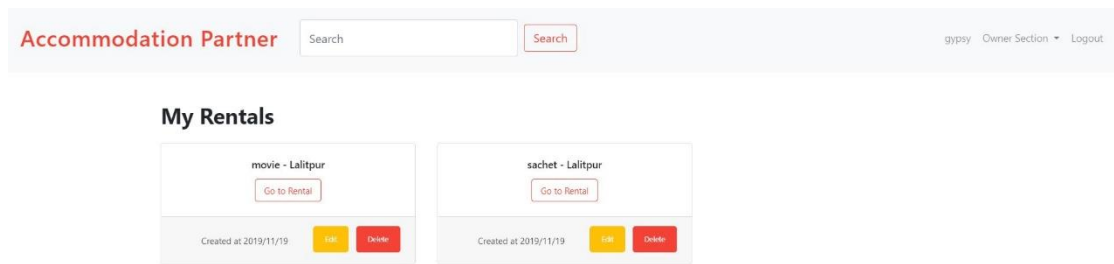 Accommodation Partner Search Search gypsy Owner Section Logout
My Rentals
movie - Lalitpur
Go to Rental
Created at 2019/11/19 Edit Delete
sachet - Lalitpur
Go to Rental
Created at 2019/11/19 Edit Delete